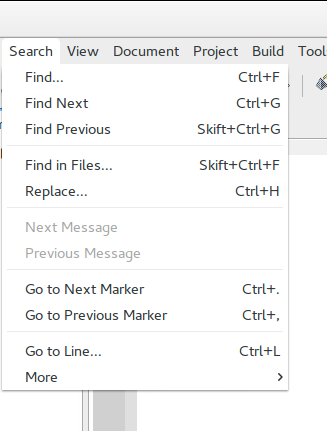 Search View Document Project Build Tool
Find... Ctrl+F
Find Next Ctrl+G
Find Previous Skift+Ctrl+G
Find in Files... Skift+Ctrl+F
Replace... Ctrl+H
Next Message
Previous Message
Go to Next Marker Ctrl+.
Go to Previous Marker Ctrl+,
Go to Line... Ctrl+L
More